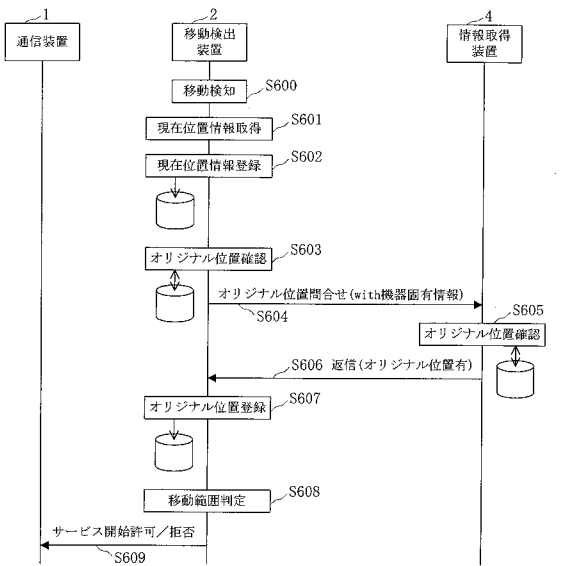 1
通信装置
2
移動検出
装置
4
情報取得
装置
移動検知
S600
現在位置情報取得
S601
現在位置情報登録
S602
オリジナル位置確認
S603
オリジナル位置問合せ(with機器固有情報)
S604
S605
オリジナル位置確認
S606 返信(オリジナル位置有)
オリジナル位置登録
S607
移動範囲判定
S608
サービス開始許可／拒否
S609